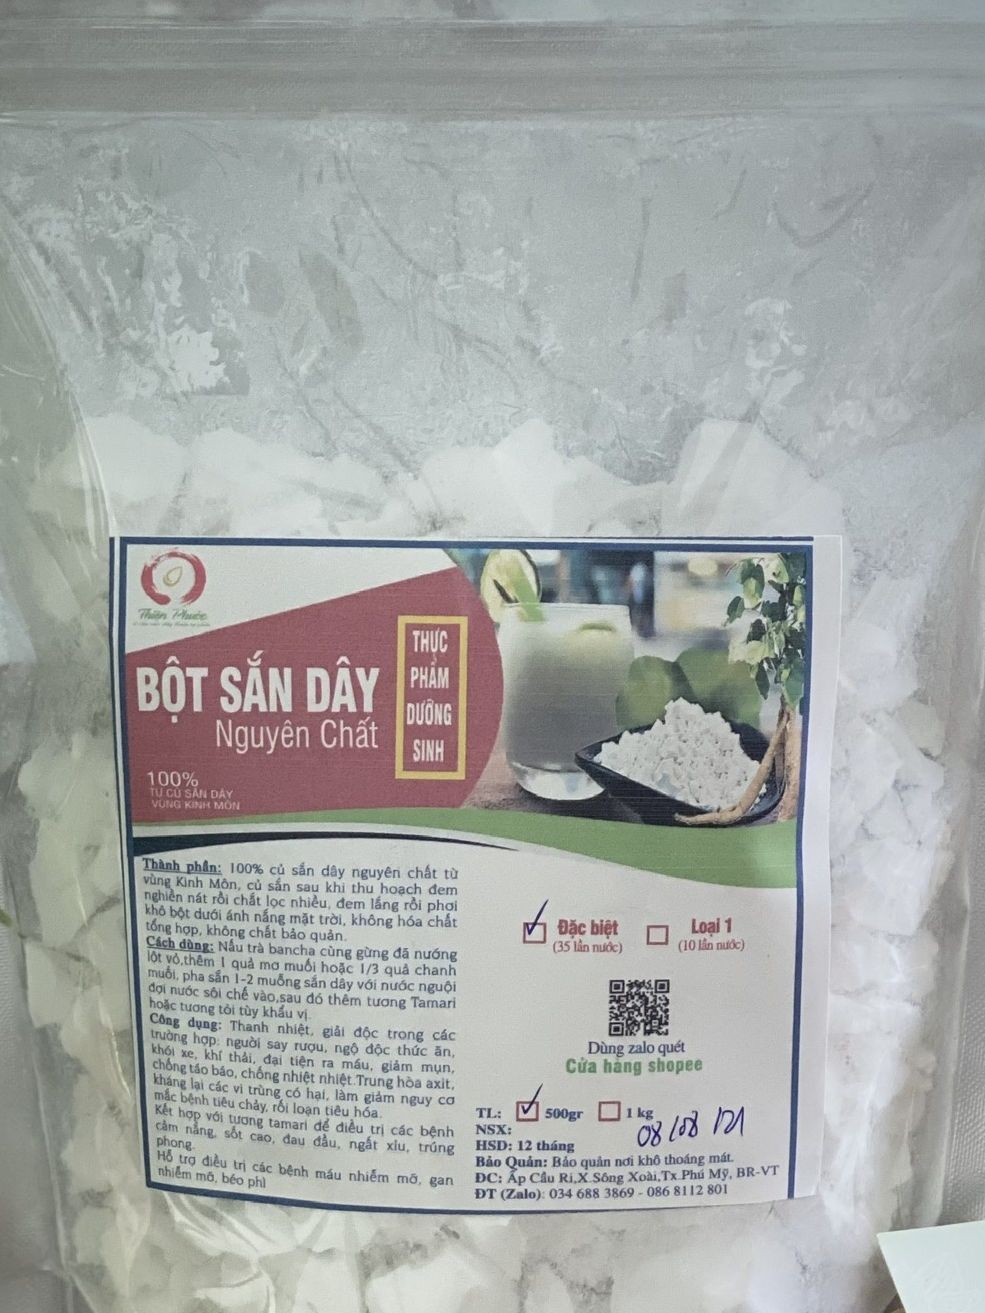 Thiện Phước
BỘT SẮN DÂY
Nguyên Chất
THỰC
PHẨM
DƯỠNG
SINH
100%
TỪ CỦ SẮN DÂY
VÙNG KINH MÔN
Thành phần: 100% củ sắn dây nguyên chất từ
vùng Kinh Môn, củ sắn sau khi thu hoạch đem
nghiền nát rồi chắt lọc nhiều, đem lắng rồi phơi
khô bột dưới ánh nắng mặt trời, không hóa chất
tổng hợp, không chất bảo quản.
Cách dùng: Nấu trà bancha cùng gừng đã nướng
lột vỏ,thêm 1 quả mơ muối hoặc 1/3 quả chanh
muối, pha sẵn 1-2 muỗng sắn dây với nước nguội
đợi nước sôi chế vào,sau đó thêm tương Tamari
hoặc tương tỏi tùy khẩu vị.
Công dụng: Thanh nhiệt, giải độc trong các
trường hợp: người say rượu, ngộ độc thức ăn,
khói xe, khí thải, đại tiện ra máu, giảm mụn,
chống táo báo, chống nhiệt nhiệt.Trung hòa axit,
kháng lại các vi trùng có hại, làm giảm nguy cơ
mắc bệnh tiêu chảy, rối loạn tiêu hóa.
Kết hợp với tương tamari để điều trị các bệnh
cảm nắng, sốt cao, đau đầu, ngất xỉu, trúng
phong.
Hỗ trợ điều trị các bệnh máu nhiễm mỡ, gan
nhiễm mỡ, béo phì
Đặc biệt
(35 lần nước)
Loại 1
(10 lần nước)
Dùng zalo quét
Cửa hàng shopee
TL: 500gr 1 kg
NSX: 08/08
HSD: 12 tháng
Bảo Quản: Bảo quản nơi khô thoáng mát.
ĐC: Ấp Cầu Ri,X.Sông Xoài,Tx.Phú Mỹ, BR-VT
ĐT (Zalo): 034 688 3869 - 086 8112 801